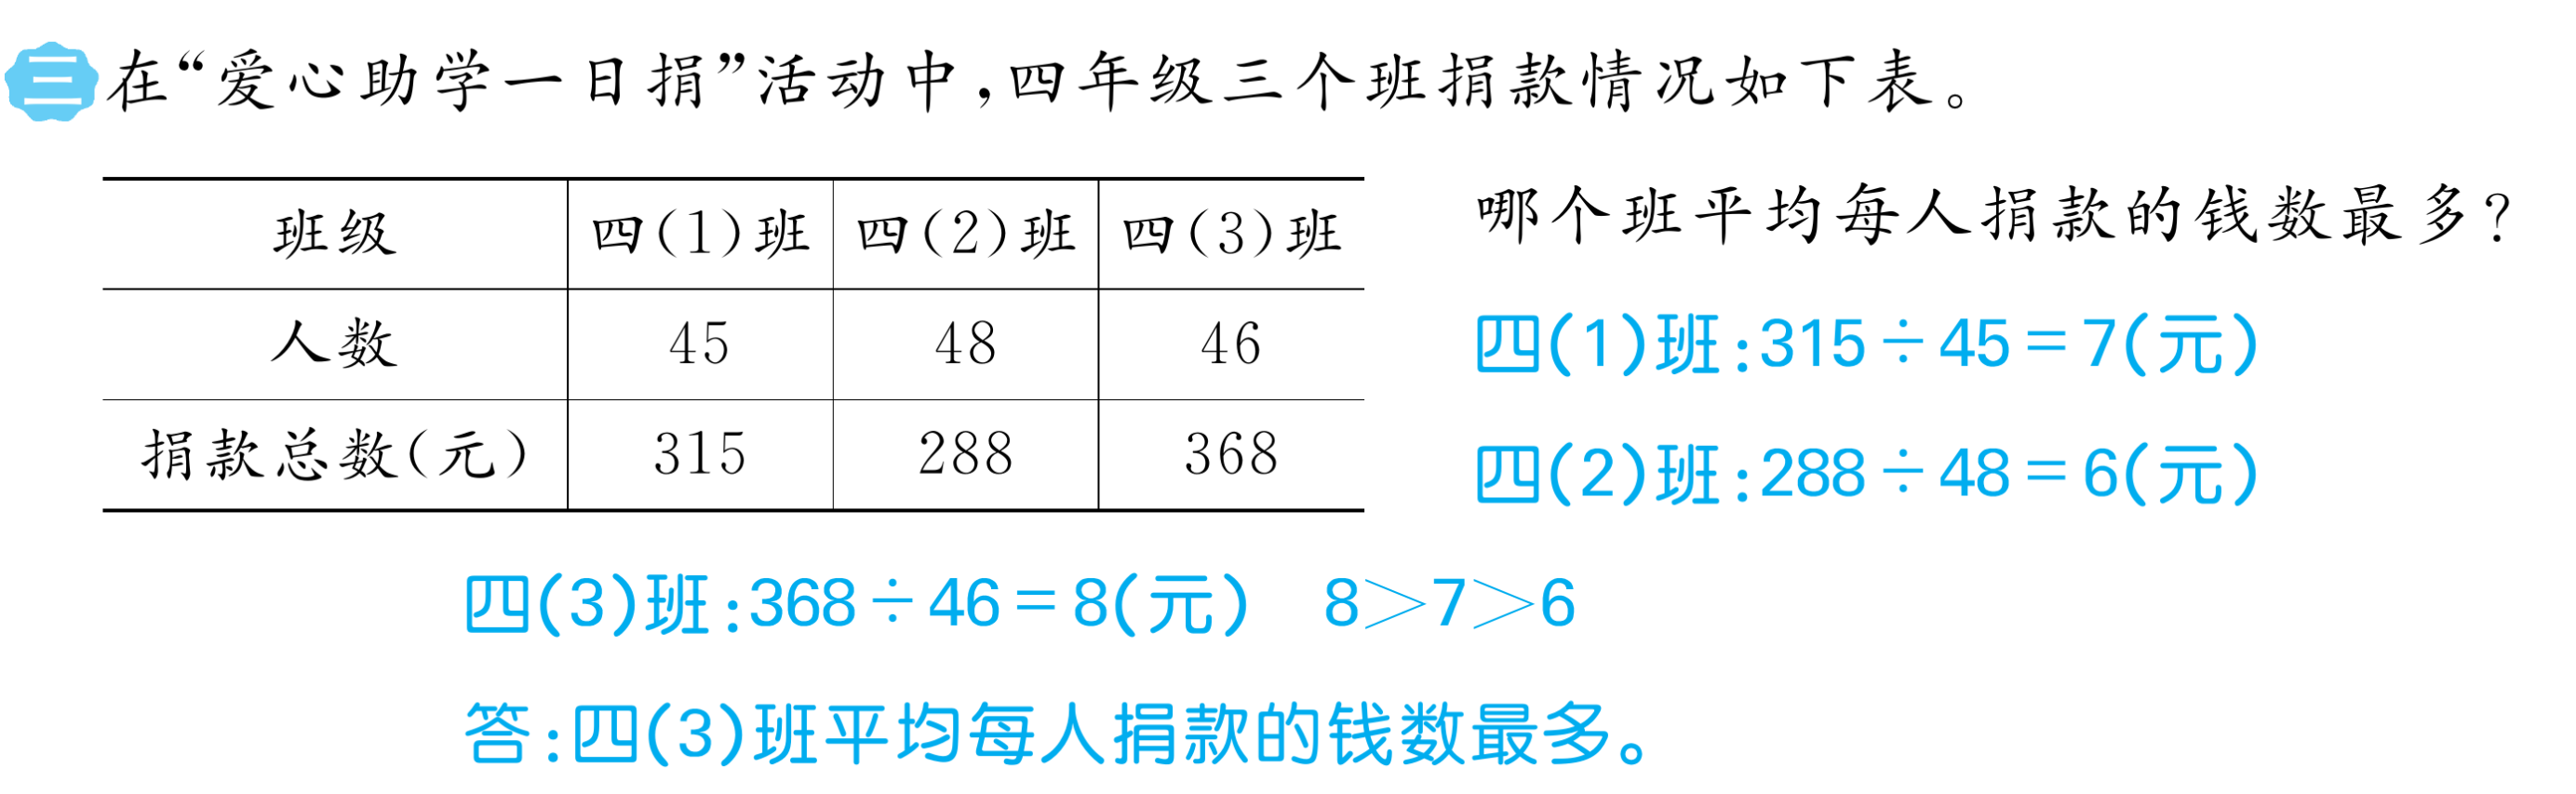 三 在“爱心助学一日捐”活动中,四年级三个班捐款情况如下表。
班级 四(1)班 四(2)班 四(3)班
人数 45 48 46
捐款总数(元) 315 288 368
哪个班平均每人捐款的钱数最多?
四(1)班:315÷45=7(元)
四(2)班:288÷48=6(元)
四(3)班:368÷46=8(元) 8>7>6
答:四(3)班平均每人捐款的钱数最多。